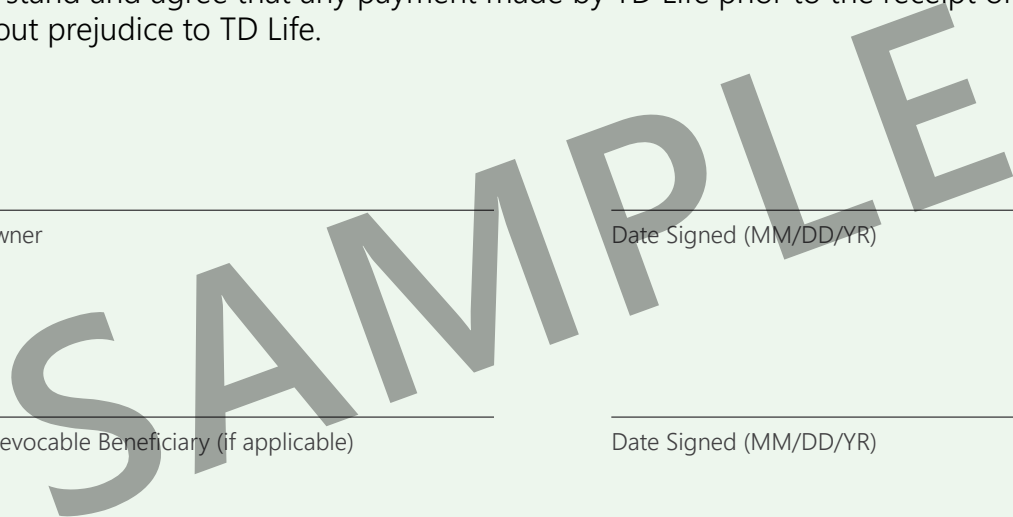 stand and agree that any payment made by TD Life prior to the receipt of
out prejudice to TD Life.
wner
Date Signed (MM/DD/YR)
evocable Beneficiary (if applicable)
Date Signed (MM/DD/YR)
SAMPLE